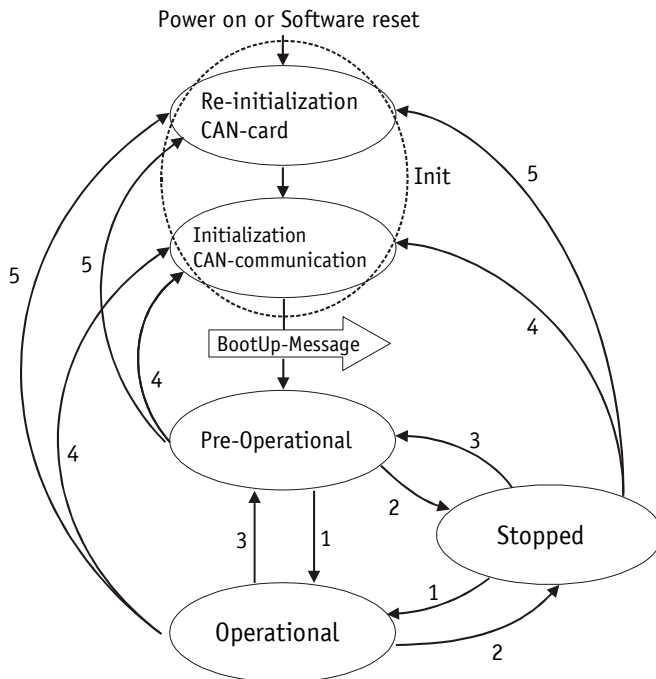 Power on or Software reset
Re-initialization
CAN-card
Init
5
Initialization
CAN-communication
5
5
4
BootUp-Message
4
Pre-Operational
3
4
2
Stopped
3
1
1
Operational
2